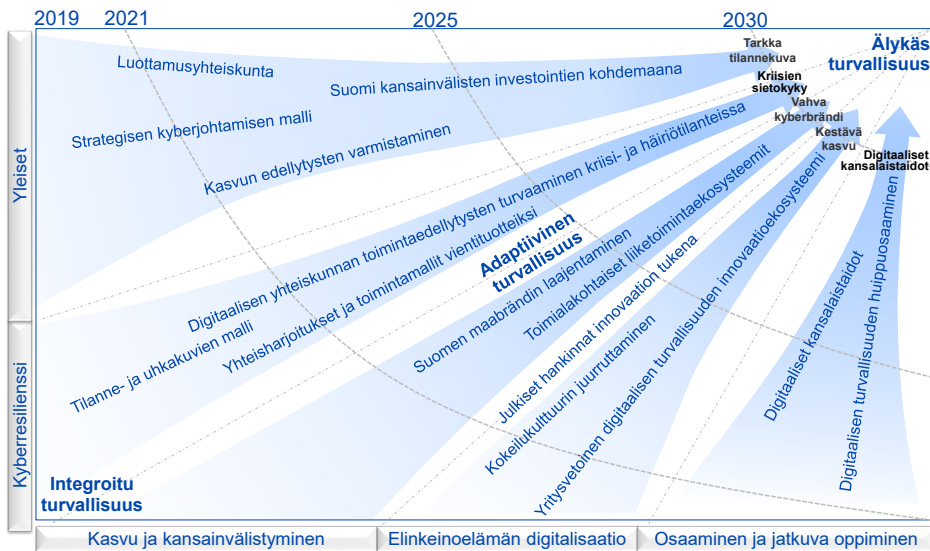 2019
2021
2025
2030
Yleiset
Kyberresilienssi
Luottamusyhteiskunta
Suomi kansainvälisten investointien kohdemaana
Strategisen kyberjohtamisen malli
Kasvun edellytysten varmistaminen
Tarkka
tilannekuva
Älykäs
turvallisuus
Kriisien
sietokyky
Vahva
kyberbrändi
Kestävä
kasvu
Digitaaliset
kansalaistaidot
Digitaalisen yhteiskunnan toimintaedellytysten turvaaminen kriisi- ja häiriötilanteissa
Tilanne- ja uhkakuvien malli
Yhteisharjoitukset ja toimintamallit vientituotteiksi
Adaptiivinen
turvallisuus
Suomen maabrändin laajentaminen
Toimialakohtaiset liiketoimintaekosysteemit
Julkiset hankinnat innovaation tukena
Kokeilukulttuurin juurruttaminen
Yritysvetoinen digitaalisen turvallisuuden innovaatioekosysteemi
Digitaaliset kansalaistaidot
Digitaalisen turvallisuuden huippuosaaminen
Integroitu
turvallisuus
Kasvu ja kansainvälistyminen
Elinkeinoelämän digitalisaatio
Osaaminen ja jatkuva oppiminen